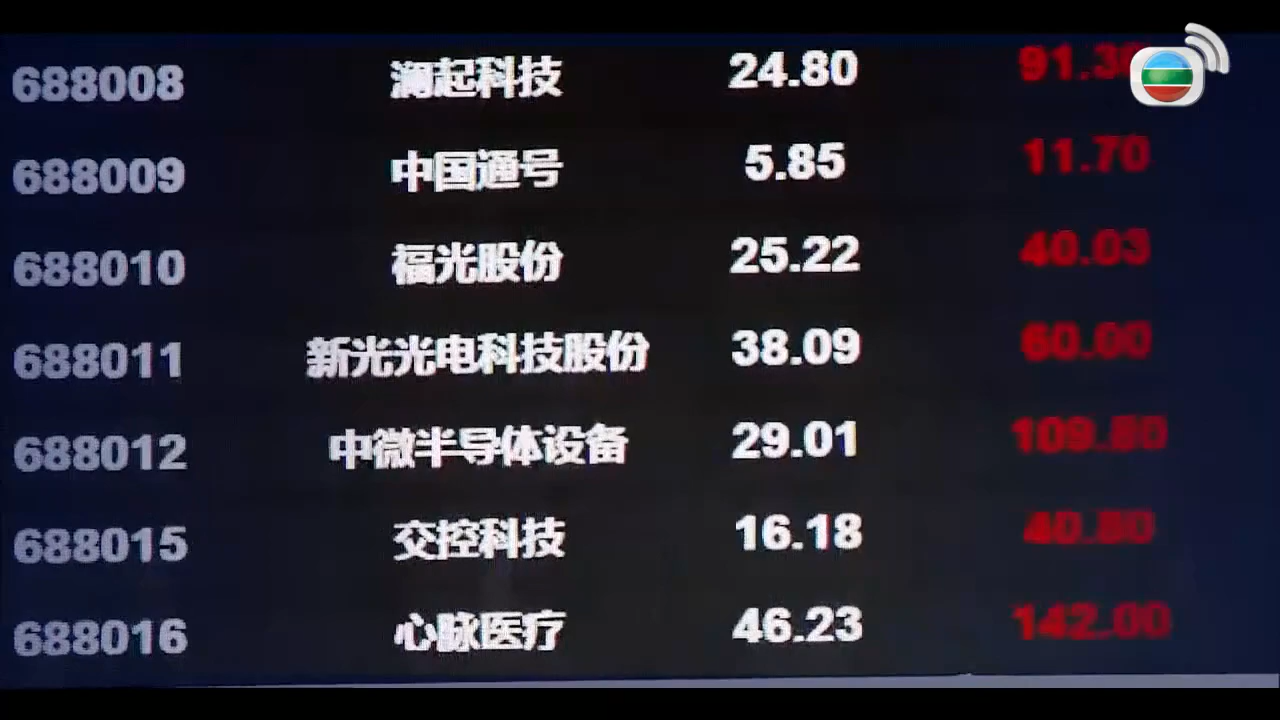 688008 澜起科技 24.80
688009 中国通号 5.85 11.70
688010 福光股份 25.22 40.03
688011 新光光电科技股份 38.09 60.00
688012 中微半导体设备 29.01 109.80
688015 交控科技 16.18 40.80
688016 心脉医疗 46.23 142.00